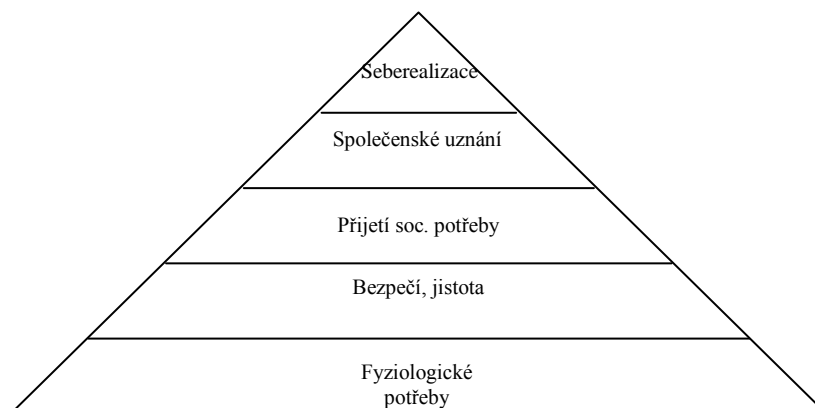 Seberealizace
Společenské uznání
Přijetí soc. potřeby
Bezpečí, jistota
Fyziologické
potřeby